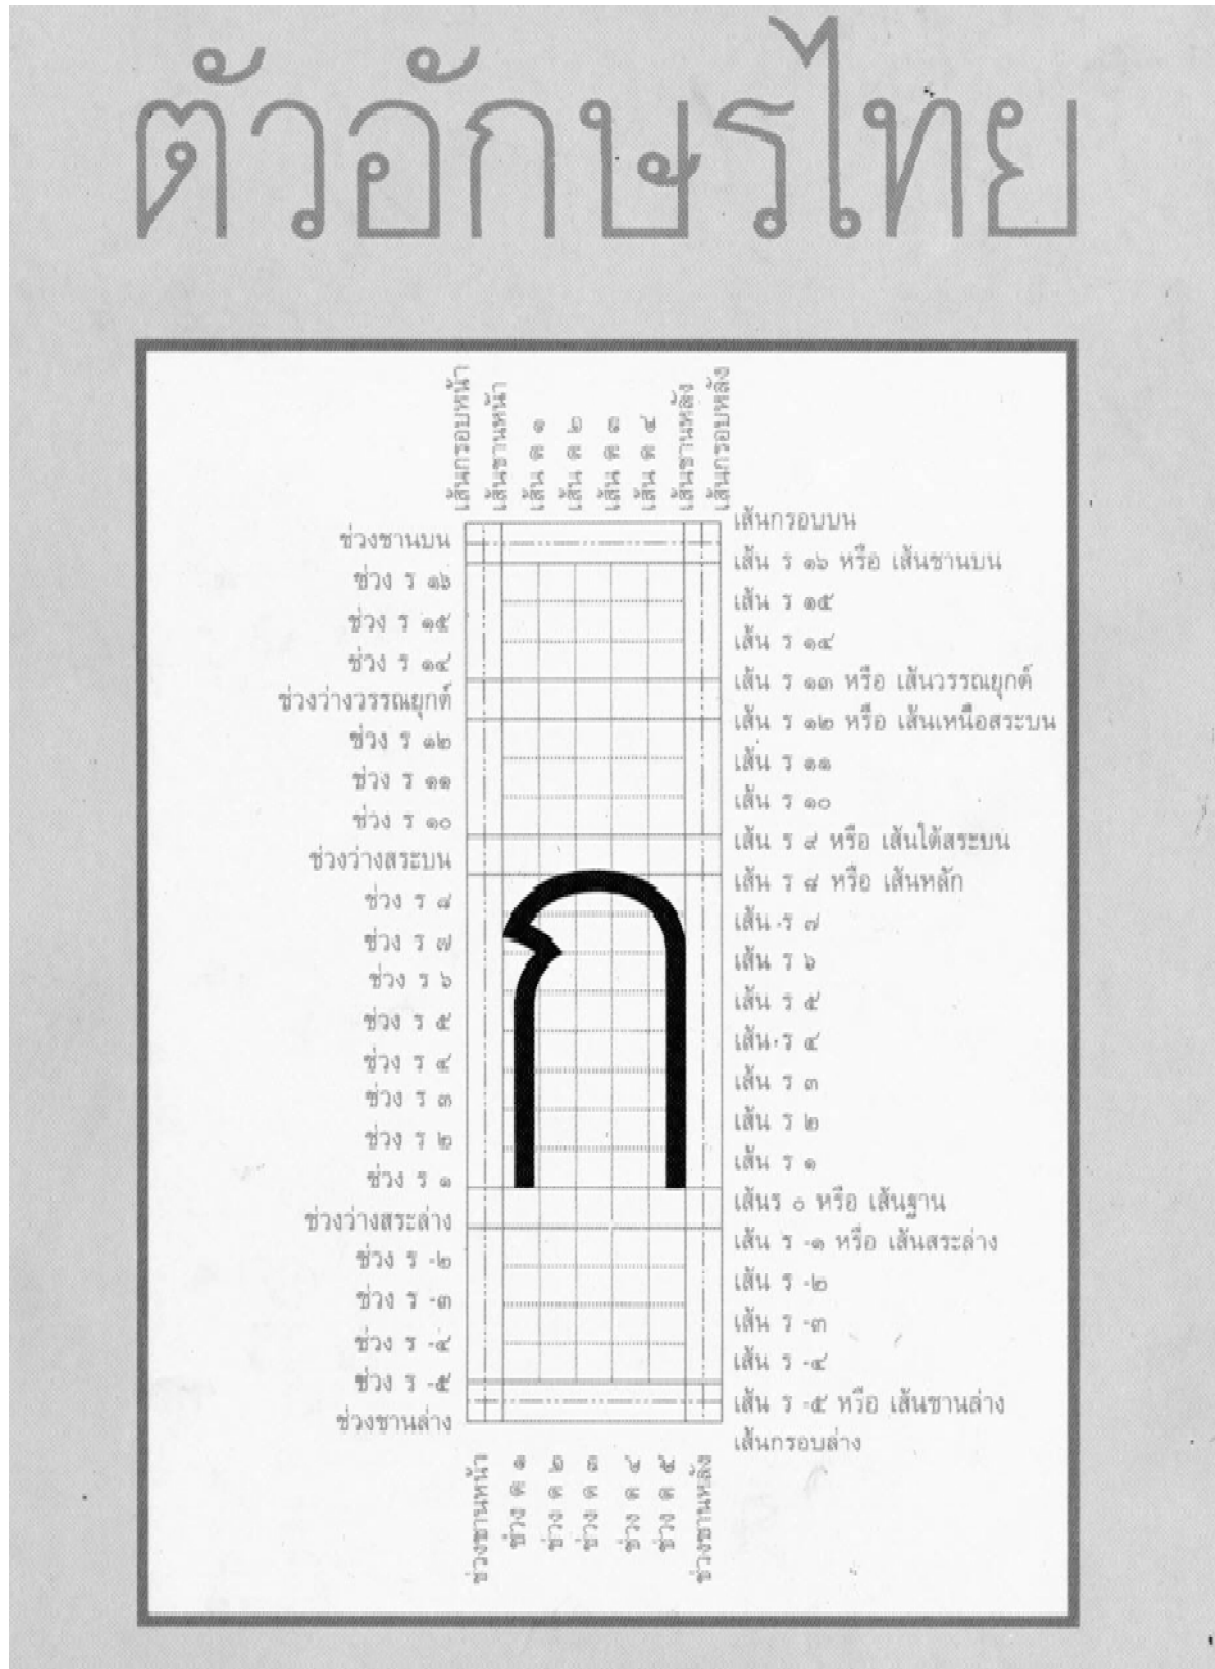 ตัวอักษรไทย
เส้นกรอบหน้า
เส้นชานหน้า
เส้น ค ๑
เส้น ค ๒
เส้น ค ๓
เส้น ค ๔
เส้นชานหลัง
เส้นกรอบหลัง
ช่วงชานบน
ช่วง ร ๑๖
ช่วง ร ๑๕
ช่วง ร ๑๔
ช่วงว่างวรรณยุกต์
ช่วง ร ๑๒
ช่วง ร ๑๑
ช่วง ร ๑๐
ช่วงว่างสระบน
ช่วง ร ๘
ช่วง ร ๗
ช่วง ร ๖
ช่วง ร ๕
ช่วง ร ๔
ช่วง ร ๓
ช่วง ร ๒
ช่วง ร ๑
ช่วงว่างสระล่าง
ช่วง ร -๒
ช่วง ร -๓
ช่วง ร -๔
ช่วง ร -๕
ช่วงชานล่าง
เส้นกรอบบน
เส้น ร ๑๖ หรือ เส้นชานบน
เส้น ร ๑๕
เส้น ร ๑๔
เส้น ร ๑๓ หรือ เส้นวรรณยุกต์
เส้น ร ๑๒ หรือ เส้นเหนือสระบน
เส้น ร ๑๑
เส้น ร ๑๐
เส้น ร ๙ หรือ เส้นใต้สระบน
เส้น ร ๘ หรือ เส้นหลัก
เส้น ร ๗
เส้น ร ๖
เส้น ร ๕
เส้น ร ๔
เส้น ร ๓
เส้น ร ๒
เส้น ร ๑
เส้นร ๐ หรือ เส้นฐาน
เส้น ร -๑ หรือ เส้นสระล่าง
เส้น ร -๒
เส้น ร -๓
เส้น ร -๔
เส้น ร -๕ หรือ เส้นชานล่าง
เส้นกรอบล่าง
ช่วงชานหน้า
ช่วง ค ๑
ช่วง ค ๒
ช่วง ค ๓
ช่วง ค ๔
ช่วง ค ๕
ช่วงชานหลัง